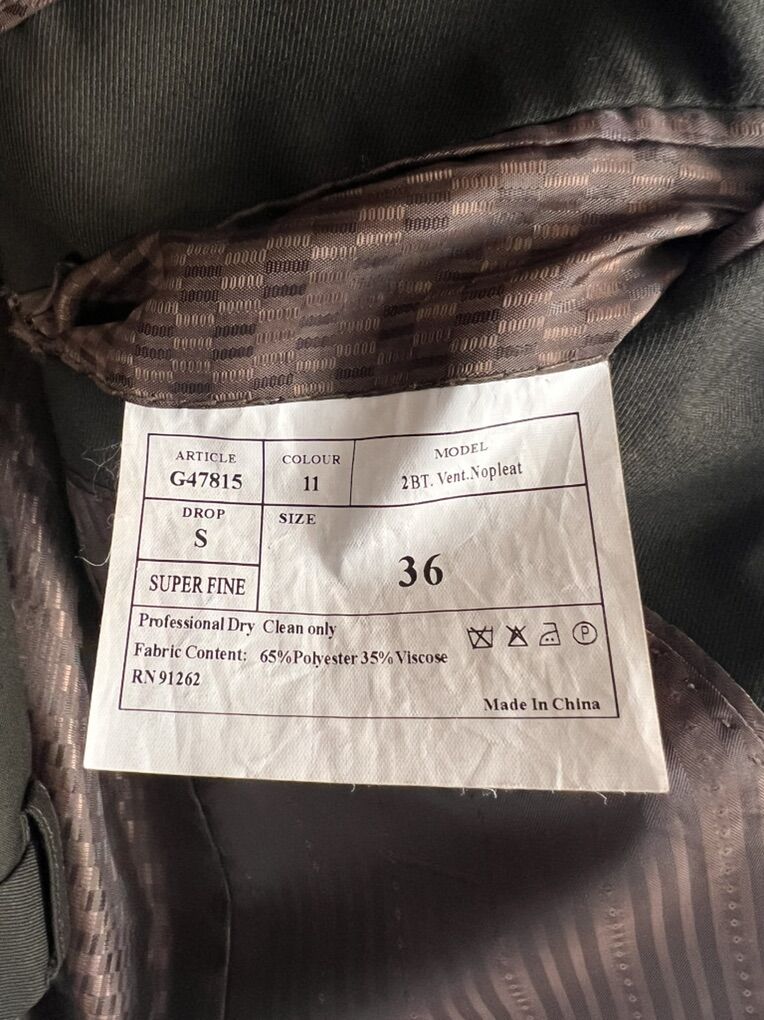 ARTICLE
G47815
COLOUR
11
MODEL
2BT. Vent.Nopleat
DROP
S
SUPER FINE
SIZE
36
Professional Dry Clean only
Fabric Content: 65%Polyester 35%Viscose
RN 91262
P
Made In China